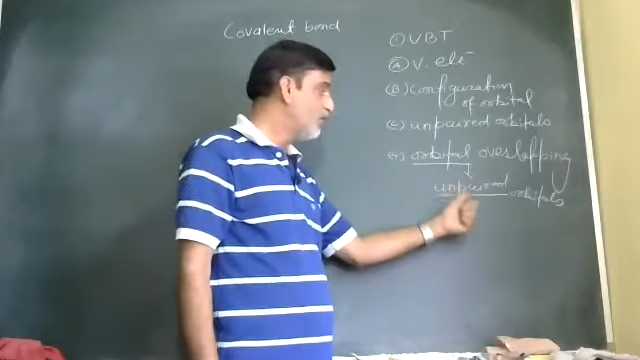 Covalent bond
① VBT
Ⓐ V. ele⁻
(B) configuration
of orbital
(C) unpaired orbitals
orbital overlapping
↓
unpaired orbitals